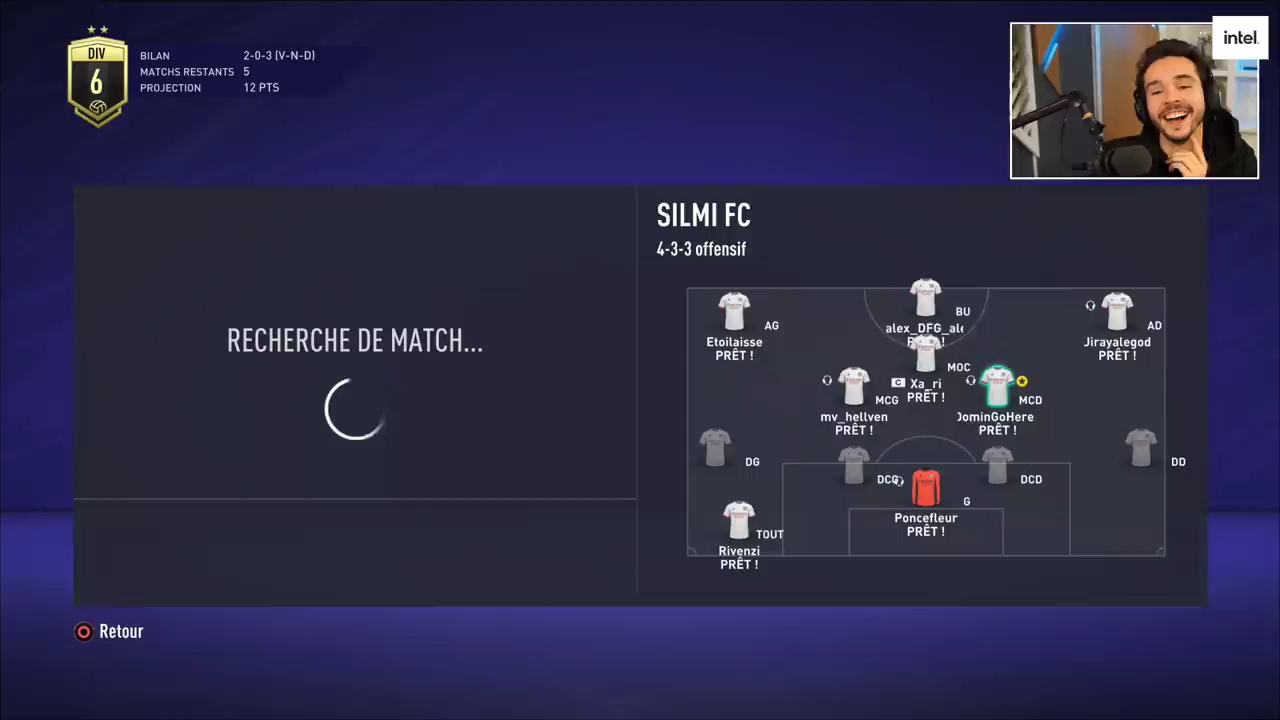 DIV
6
BILAN 2-0-3 (V-N-D)
MATCHS RESTANTS 5
PROJECTION 12 PTS
intel.
SILMI FC
4-3-3 offensif
RECHERCHE DE MATCH...
AG
Etoilaisse
PRÊT !
BU
alex_DFG_ale
AD
Jirayalegod
PRÊT !
MOC
C Xa_ri
PRÊT !
MCG
mv_hellven
PRÊT !
MCD
DominGoHere
PRÊT !
DG
DCG
DCD
DD
G
Poncefleur
PRÊT !
TOUT
Rivenzi
PRÊT !
Retour